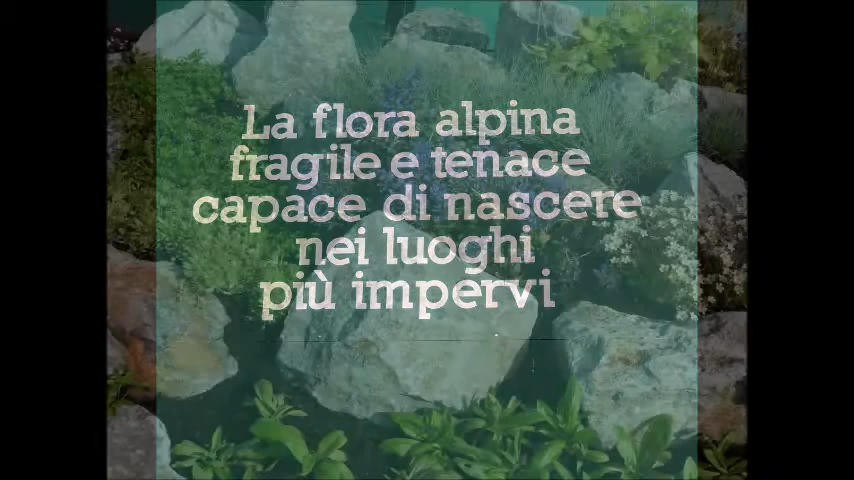 La flora alpina
fragile e tenace
capace di nascere
nei luoghi
più impervi